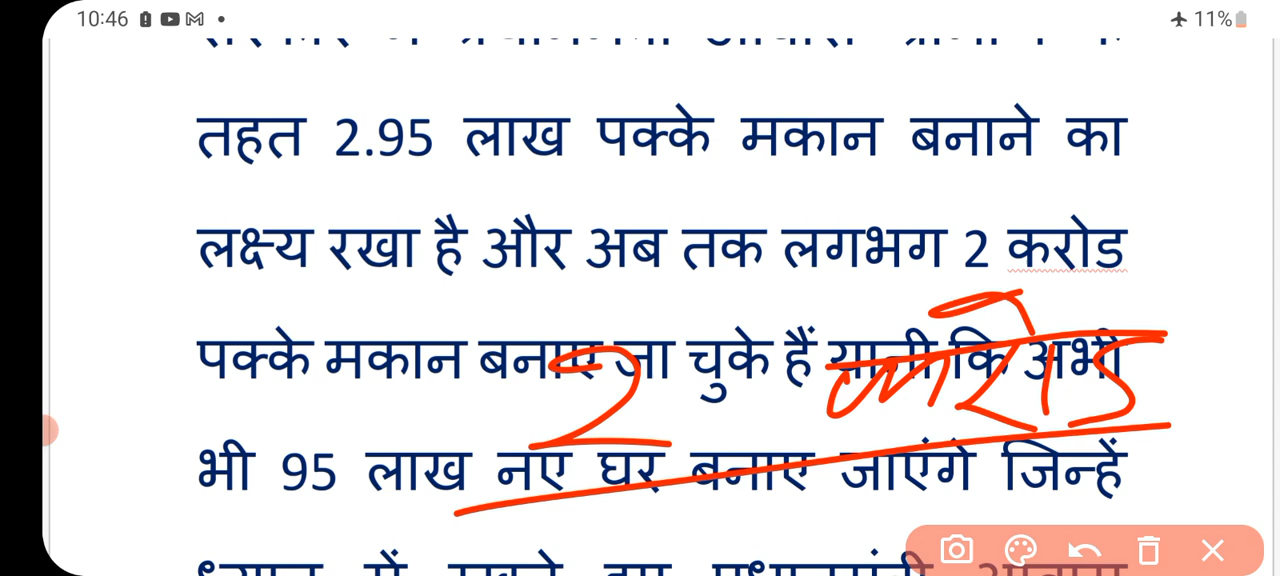 10:46
11%
तहत 2.95 लाख पक्के मकान बनाने का
लक्ष्य रखा है और अब तक लगभग 2 करोड
पक्के मकान बनाए जा चुके हैं यानी कि अभी
2 करोड
भी 95 लाख नए घर बनाए जाएंगे जिन्हें